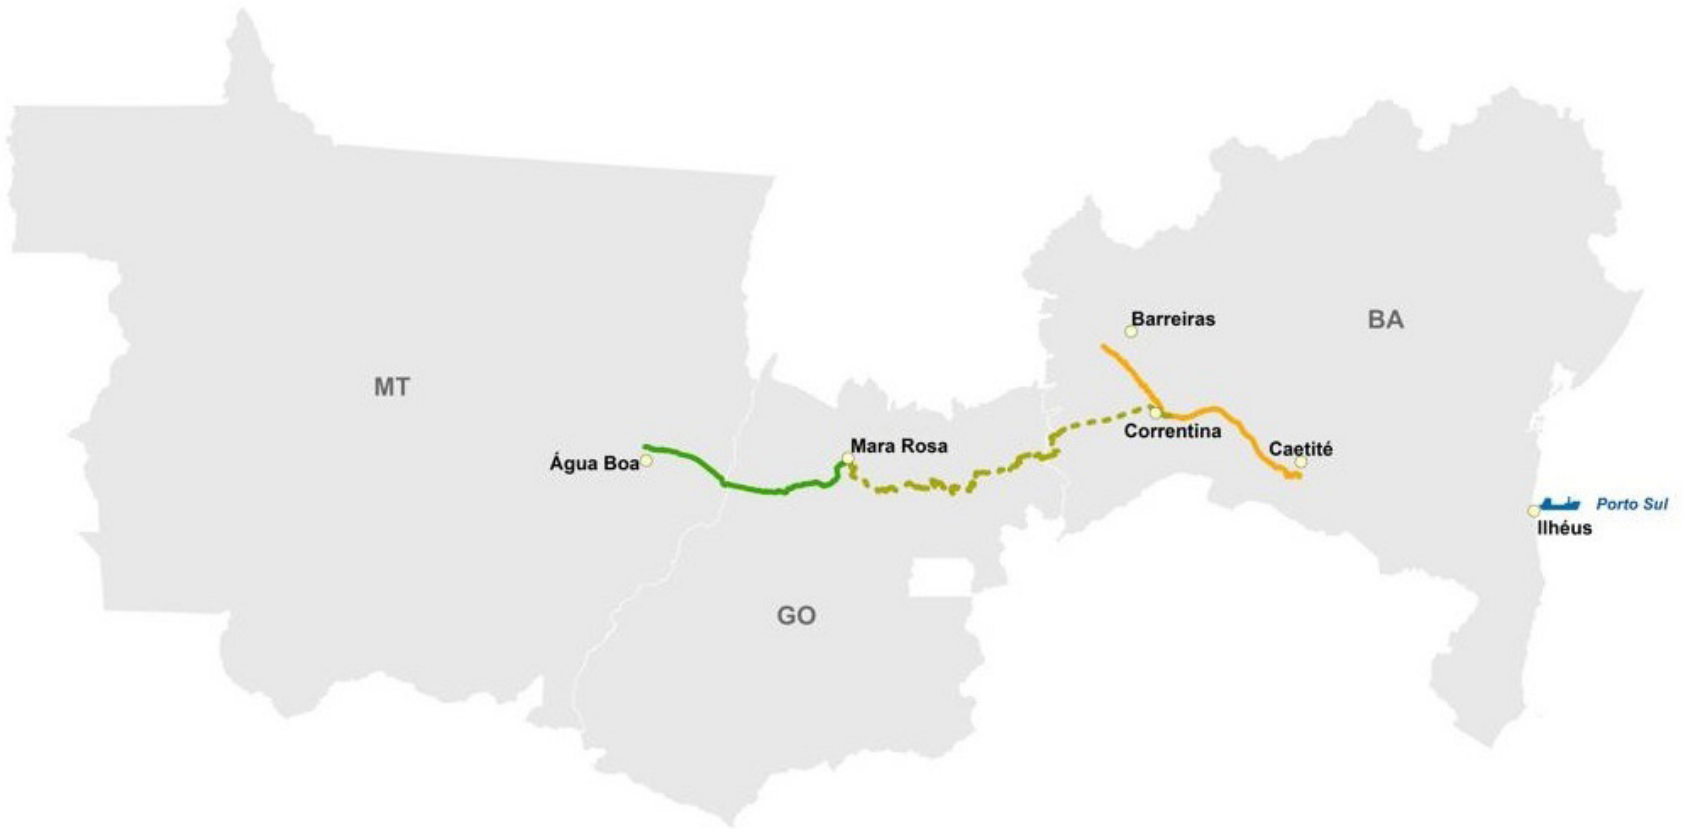 Barreiras
BA
MT
Correntina
Mara Rosa
Caetité
Água Boa
Porto Sul
Ilhéus
GO